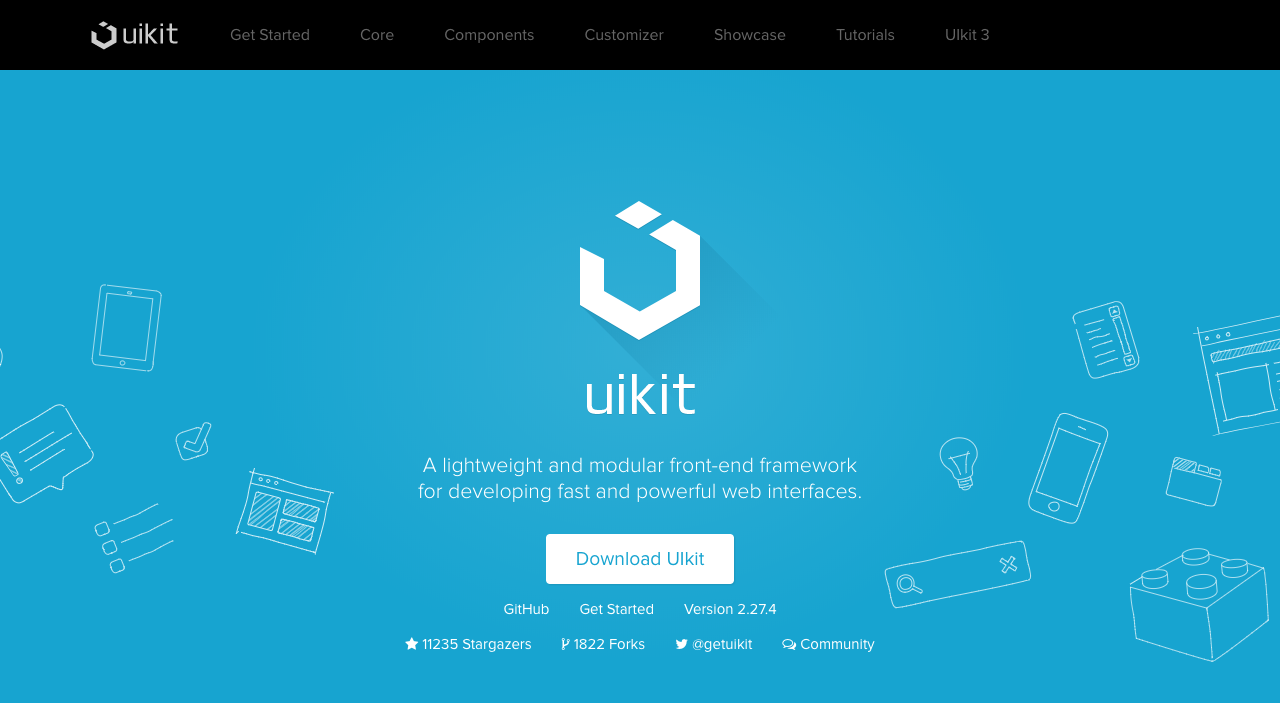 uikit
Get Started
Core
Components
Customizer
Showcase
Tutorials
UIkit 3
uikit
A lightweight and modular front-end framework
for developing fast and powerful web interfaces.
Download UIkit
GitHub
Get Started
Version 2.27.4
11235 Stargazers
1822 Forks
@getuikit
Community